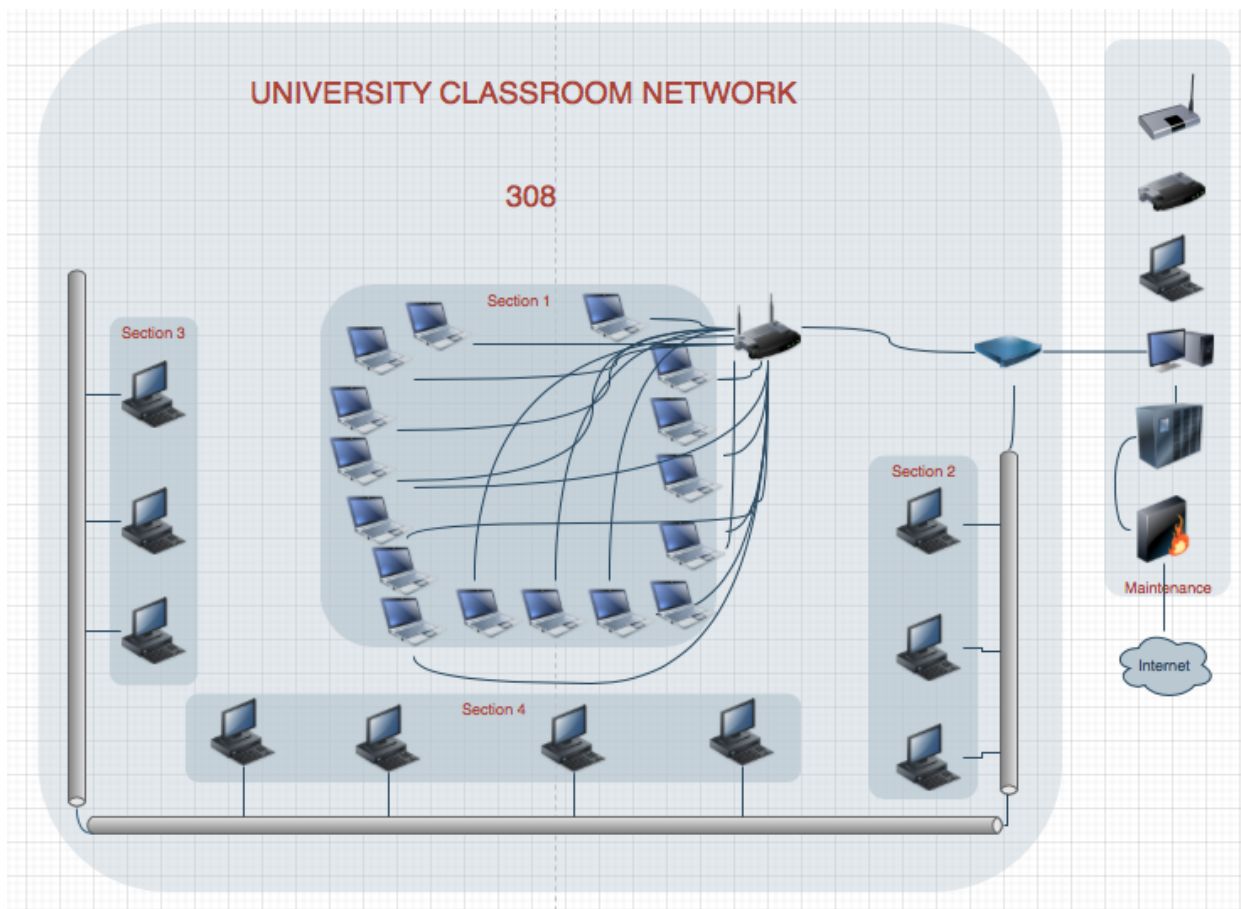 UNIVERSITY CLASSROOM NETWORK
308
Section 1
Section 3
Section 2
Maintenance
Internet
Section 4